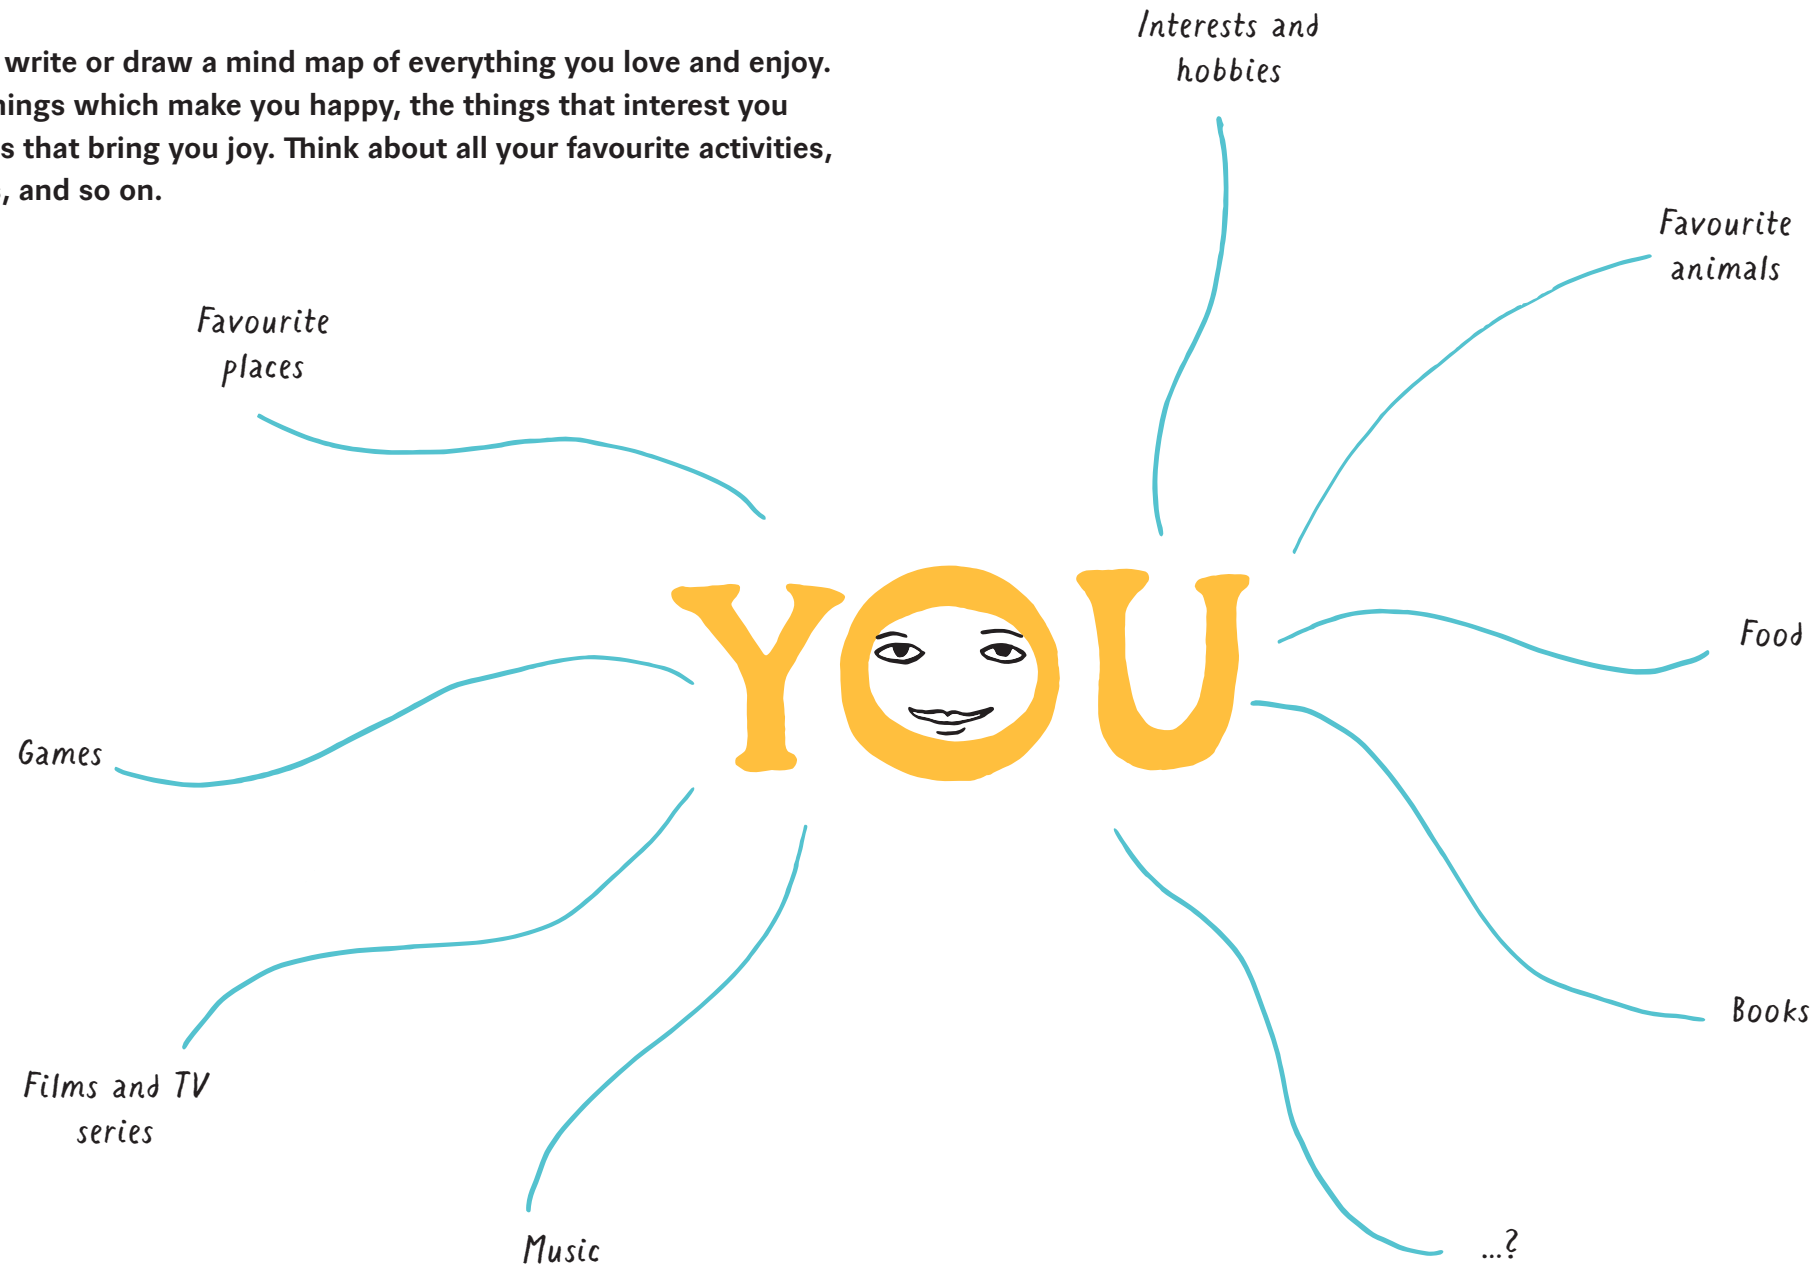 write or draw a mind map of everything you love and enjoy.
which make you happy, the things that interest you
that bring you joy. Think about all your favourite activities,
and so on.
Interests and
hobbies
Favourite
animals
Favourite
places
YOU
Food
Games
Books
Films and TV
series
Music
...?